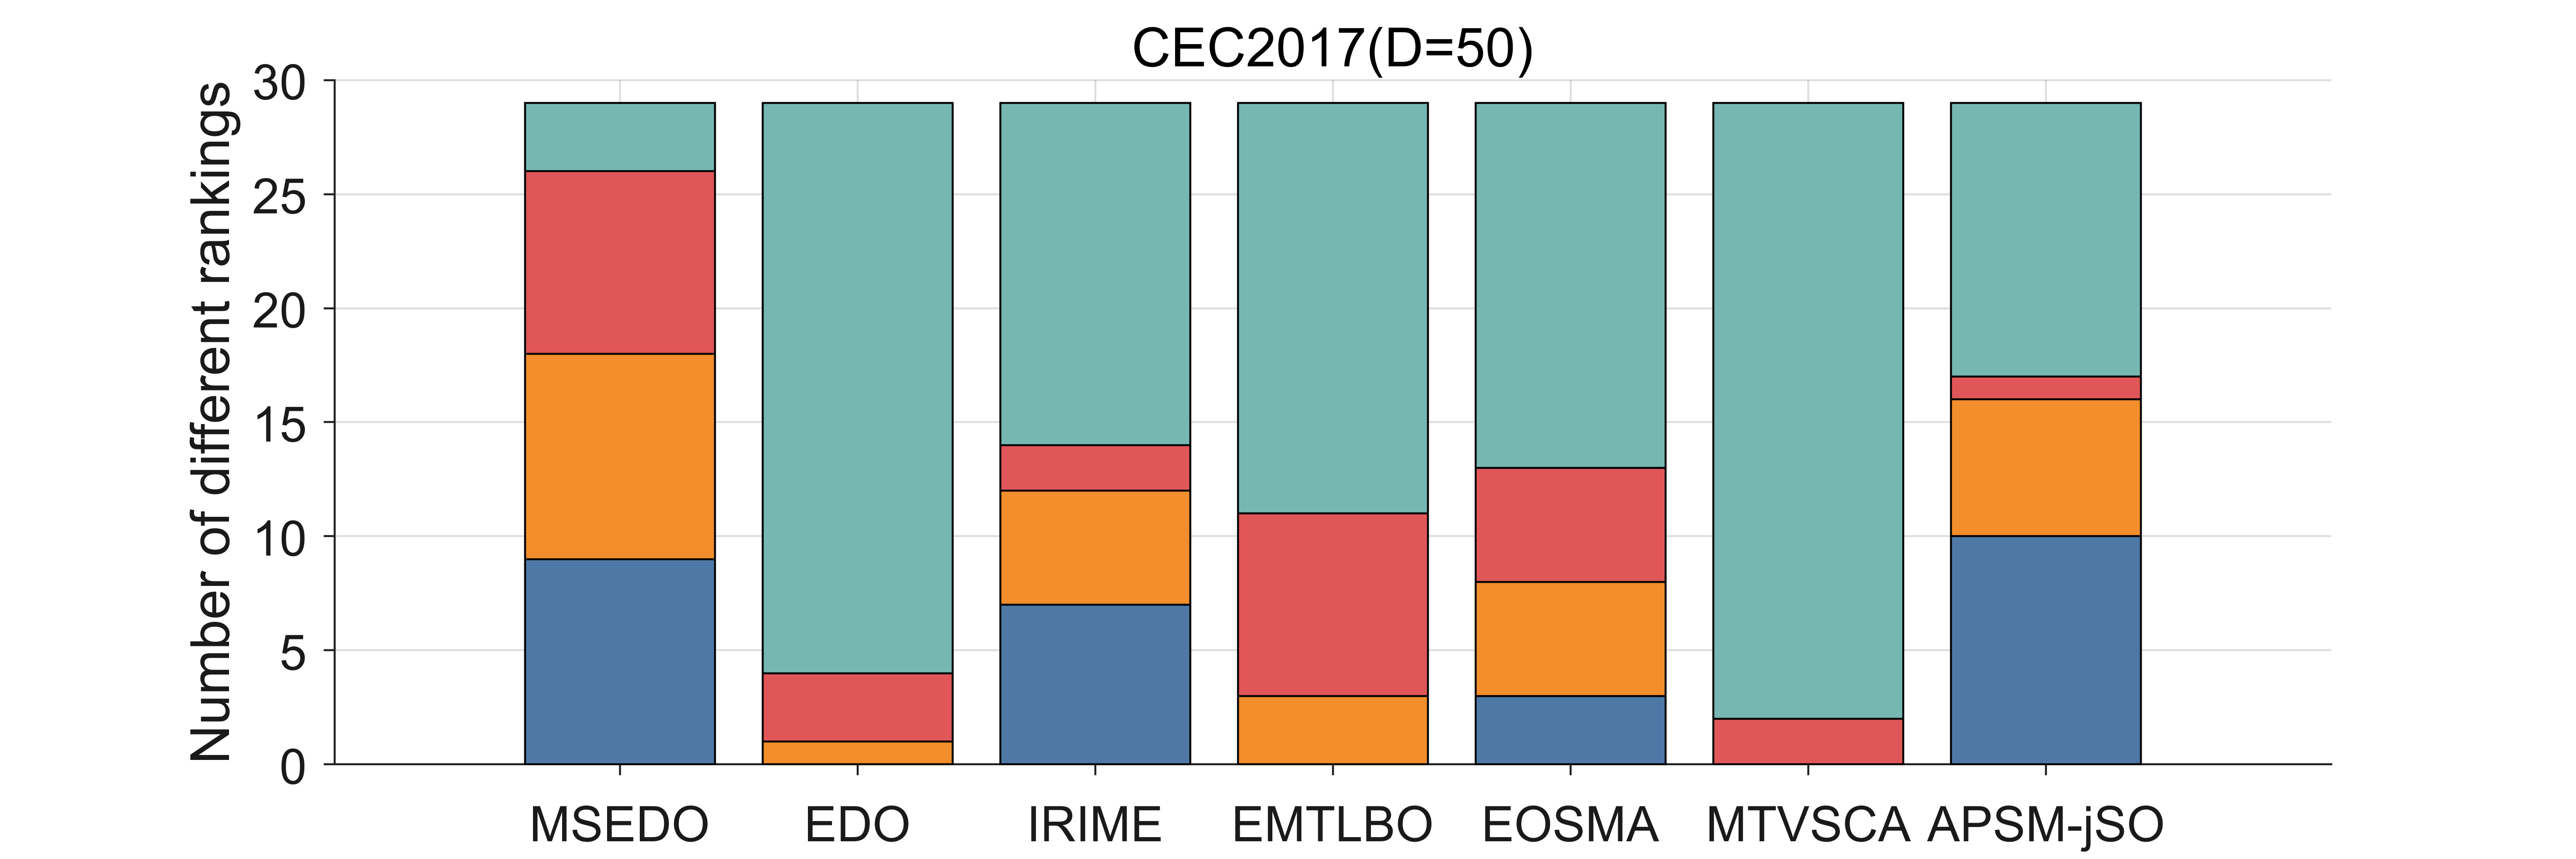 CEC2017(D=50)
Number of different rankings
30
25
20
15
10
5
0
MSEDO EDO IRIME EMTLBO EOSMA MTVSCA APSM-jSO